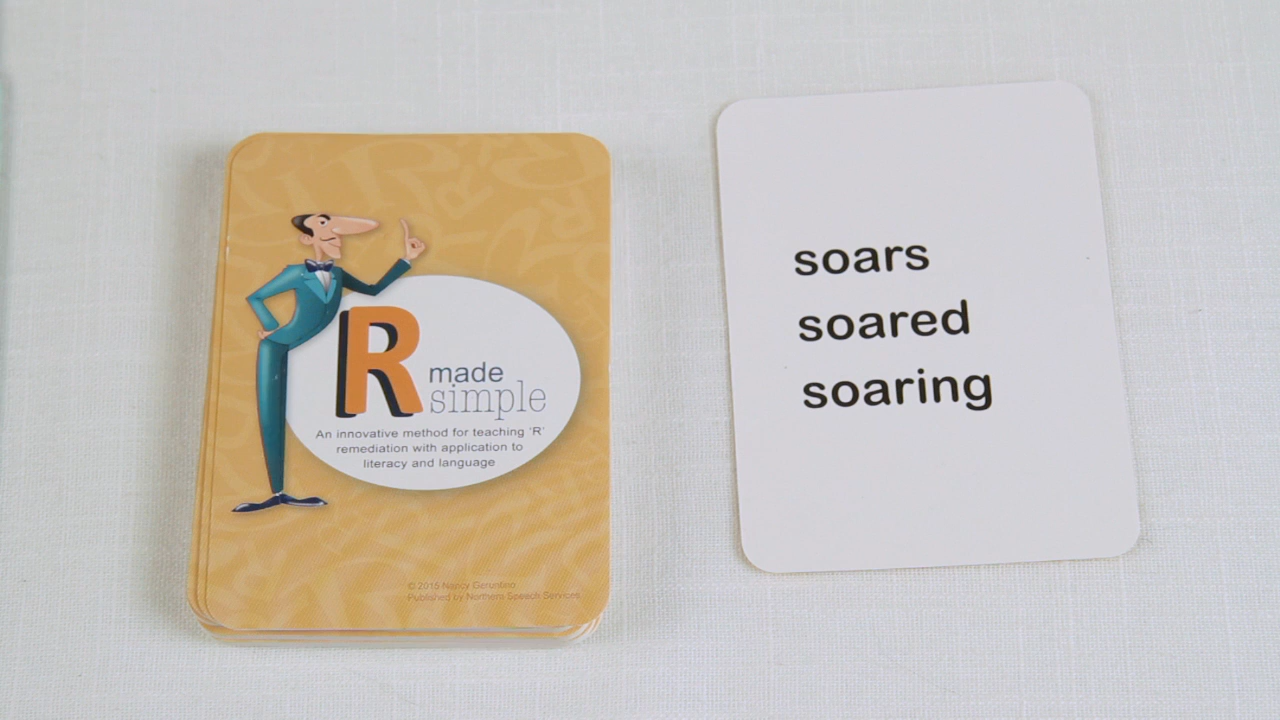 R made
simple
An innovative method for teaching 'R'
remediation with application to
literacy and language
© 2015 Nancy Geruntino
Published by Northern Speech Services
soars
soared
soaring